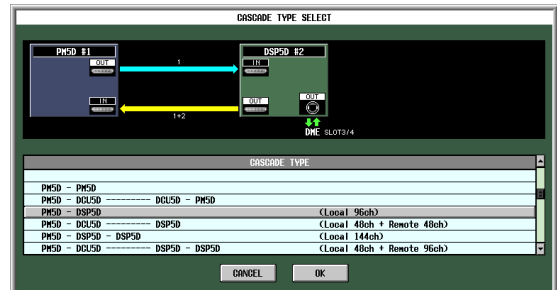 CASCADE TYPE SELECT
PM5D #1
DSP5D #2
OUT
1
IN
IN
1+2
OUT
OUT
DME SLOT3/4
CASCADE TYPE
PM5D - PM5D
PM5D - DCU5D --------- DCU5D - PM5D
PM5D - DSP5D (Local 96ch)
PM5D - DCU5D --------- DSP5D (Local 48ch + Remote 48ch)
PM5D - DSP5D - DSP5D (Local 144ch)
PM5D - DCU5D --------- DSP5D - DSP5D (Local 48ch + Remote 96ch)
CANCEL OK